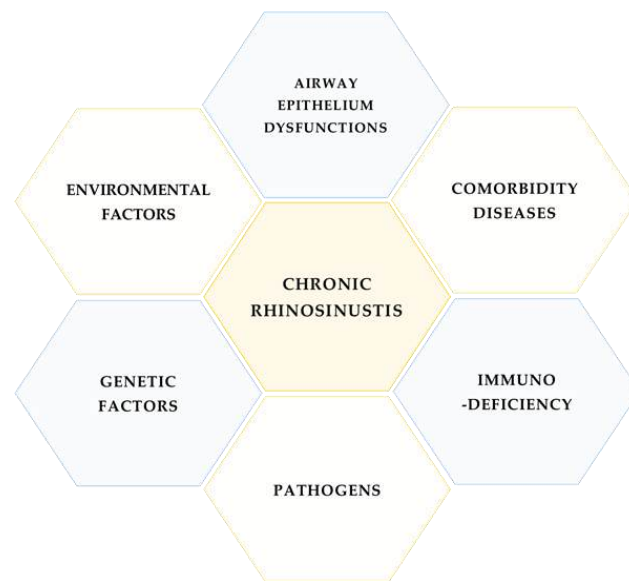 AIRWAY
EPITHELIUM
DYSFUNCTIONS
ENVIRONMENTAL
FACTORS
COMORBIDITY
DISEASES
CHRONIC
RHINOSINUSTIS
GENETIC
FACTORS
IMMUNO
-DEFICIENCY
PATHOGENS